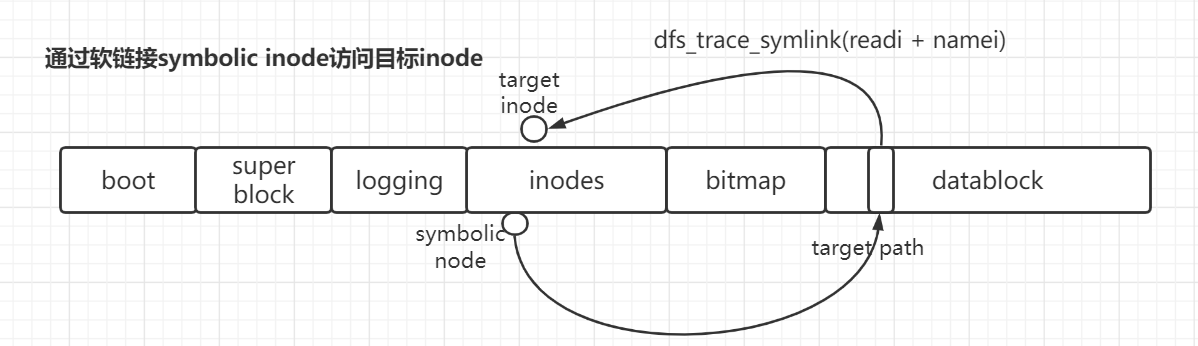 通过软链接symbolic inode访问目标inode
dfs_trace_symlink(readi + namei)
target
inode
boot
super
block
logging
inodes
bitmap
datablock
symbolic
node
target path